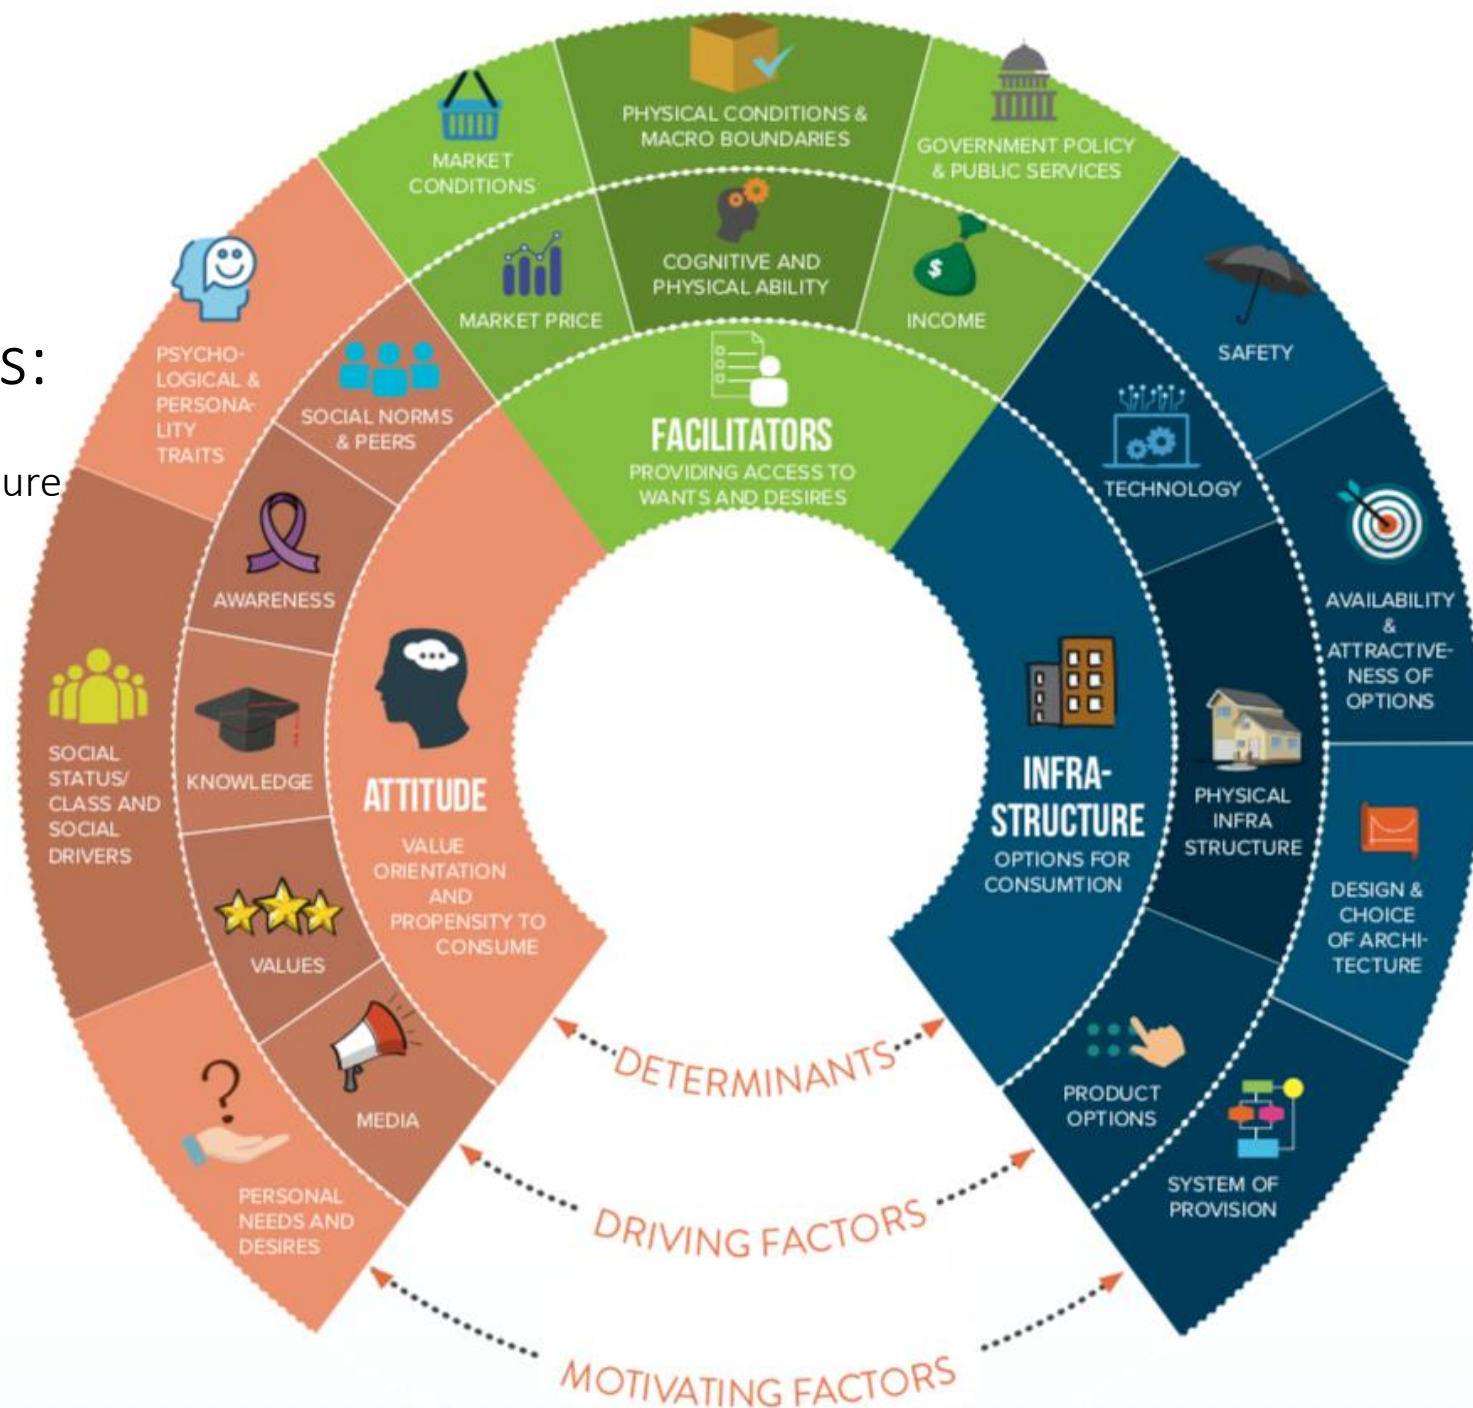 s:
ure
MARKET
CONDITIONS
PHYSICAL CONDITIONS &
MACRO BOUNDARIES
GOVERNMENT POLICY
& PUBLIC SERVICES
MARKET PRICE
COGNITIVE AND
PHYSICAL ABILITY
INCOME
FACILITATORS
PROVIDING ACCESS TO
WANTS AND DESIRES
PSYCHO-
LOGICAL &
PERSONA-
LITY
TRAITS
SOCIAL STATUS/
CLASS AND
SOCIAL
DRIVERS
PERSONAL
NEEDS AND
DESIRES
SOCIAL NORMS
& PEERS
AWARENESS
KNOWLEDGE
VALUES
MEDIA
ATTITUDE
VALUE
ORIENTATION
AND
PROPENSITY TO
CONSUME
INFRA-
STRUCTURE
OPTIONS FOR
CONSUMTION
TECHNOLOGY
PHYSICAL
INFRA
STRUCTURE
PRODUCT
OPTIONS
SAFETY
AVAILABILITY
&
ATTRACTIVE-
NESS OF
OPTIONS
DESIGN &
CHOICE
OF ARCHI-
TECTURE
SYSTEM OF
PROVISION
$
DETERMINANTS
DRIVING FACTORS
MOTIVATING FACTORS